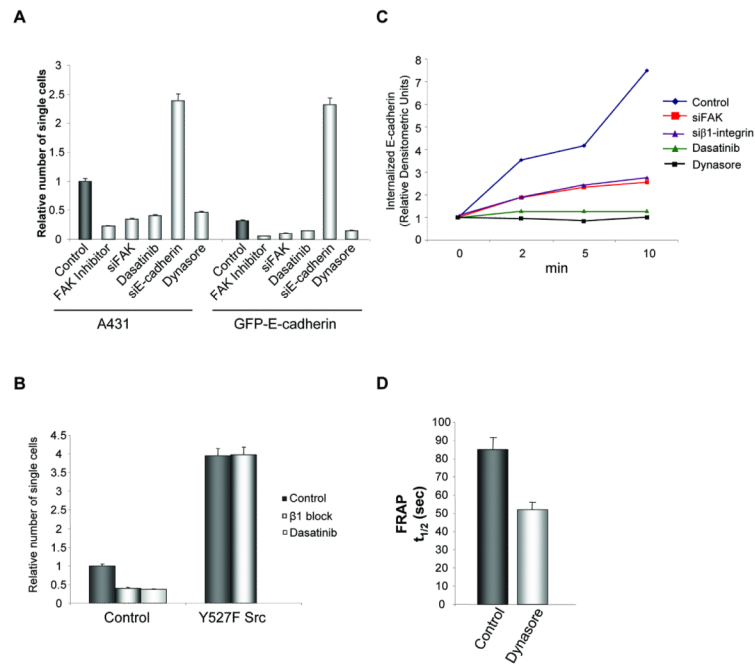 A
Relative number of single cells
3
2.5
2
1.5
1
0.5
0
Control
FAK Inhibitor
siFAK
Dasatinib
siE-cadherin
Dynasore
Control
FAK Inhibitor
siFAK
Dasatinib
siE-cadherin
Dynasore
A431
GFP-E-cadherin
C
Internalized E-cadherin
(Relative Densitometric Units)
8
7
6
5
4
3
2
1
0
0
2
5
10
min
Control
siFAK
siβ1-integrin
Dasatinib
Dynasore
B
Relative number of single cells
4.5
4
3.5
3
2.5
2
1.5
1
0.5
0
Control
Y527F Src
Control
β1 block
Dasatinib
D
FRAP
t1/2 (sec)
100
90
80
70
60
50
40
30
20
10
0
Control
Dynasore